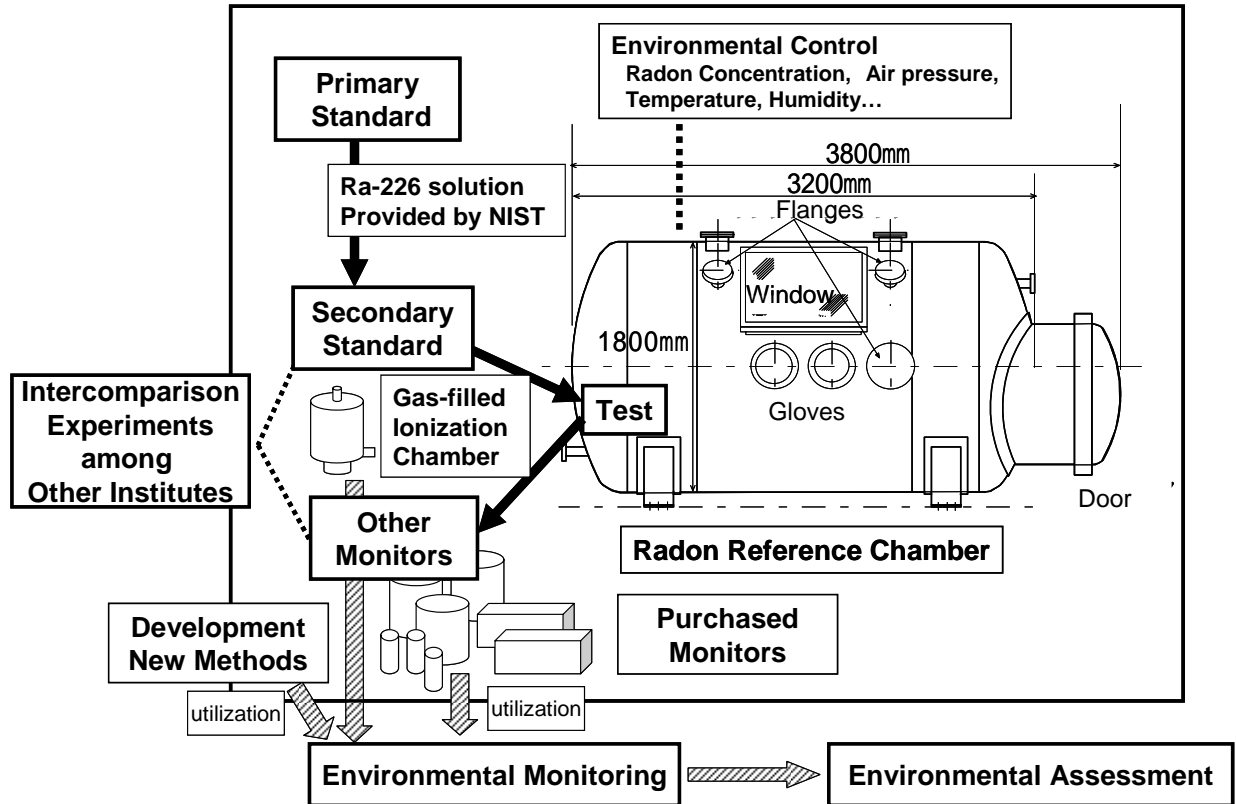 Environmental Control
Radon Concentration, Air pressure,
Temperature, Humidity…
Primary
Standard
Ra-226 solution
Provided by NIST
3800mm
3200mm
Flanges
Window
1800mm
Gloves
Door
Secondary
Standard
Gas-filled
Ionization
Chamber
Test
Intercomparison
Experiments
among
Other Institutes
Other
Monitors
Radon Reference Chamber
Purchased
Monitors
Development
New Methods
utilization
utilization
Environmental Monitoring
Environmental Assessment